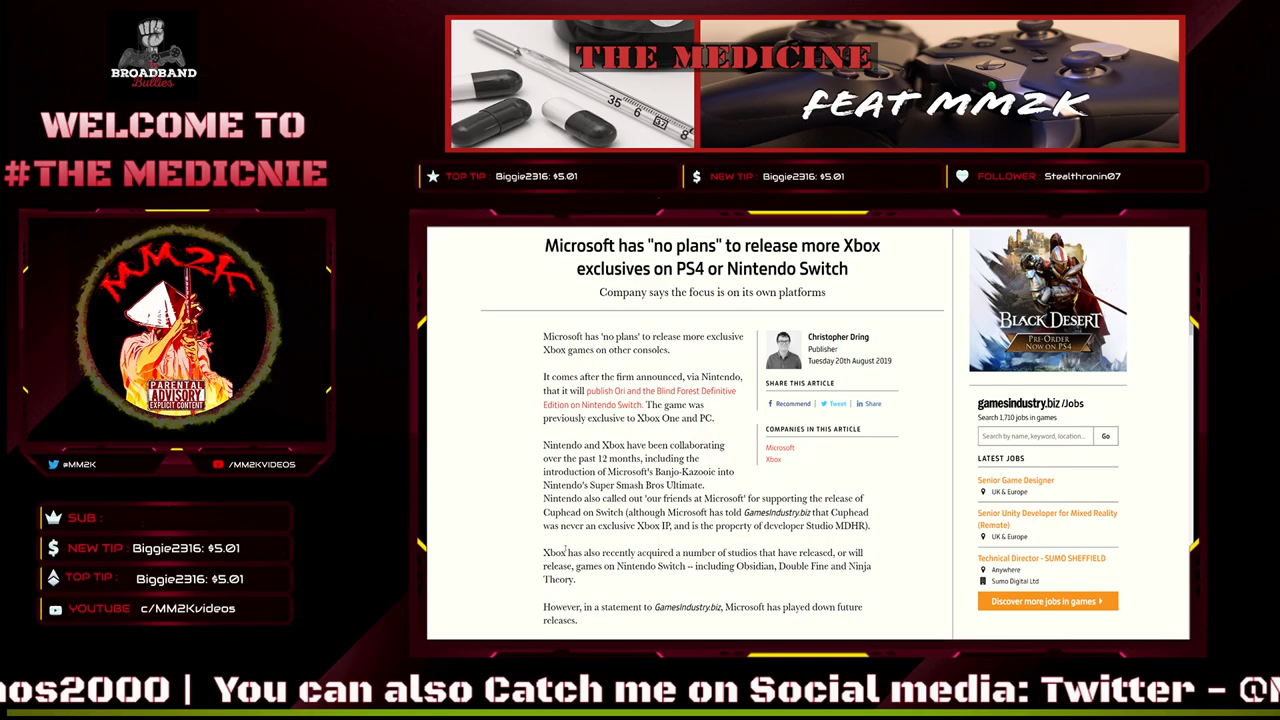 BROADBAND
Bullies
WELCOME TO
#THE MEDICNIE
THE MEDICINE
FEAT MM2K
35 6 37 8
TOP TIP : Biggie2316: $5.01
NEW TIP : Biggie2316: $5.01
FOLLOWER : Stealthronin07
MM2K
PARENTAL
ADVISORY
EXPLICIT CONTENT
@MM2K
/MM2KVIDEOS
SUB :
NEW TIP : Biggie2316: $5.01
TOP TIP : Biggie2316: $5.01
YOUTUBE c/MM2Kvideos
Microsoft has "no plans" to release more Xbox
exclusives on PS4 or Nintendo Switch
Company says the focus is on its own platforms
Microsoft has 'no plans' to release more exclusive
Xbox games on other consoles.
It comes after the firm announced, via Nintendo,
that it will publish Ori and the Blind Forest Definitive
Edition on Nintendo Switch. The game was
previously exclusive to Xbox One and PC.
Nintendo and Xbox have been collaborating
over the past 12 months, including the
introduction of Microsoft's Banjo-Kazooie into
Nintendo's Super Smash Bros Ultimate.
Nintendo also called out 'our friends at Microsoft' for supporting the release of
Cuphead on Switch (although Microsoft has told GamesIndustry.biz that Cuphead
was never an exclusive Xbox IP, and is the property of developer Studio MDHR).
Xbox has also recently acquired a number of studios that have released, or will
release, games on Nintendo Switch -- including Obsidian, Double Fine and Ninja
Theory.
However, in a statement to GamesIndustry.biz, Microsoft has played down future
releases.
Christopher Dring
Publisher
Tuesday 20th August 2019
SHARE THIS ARTICLE
Recommend | Tweet | in Share
COMPANIES IN THIS ARTICLE
Microsoft
Xbox
BLACK DESERT
PRE-ORDER
NOW ON PS4
gamesindustry.biz /Jobs
Search 1,710 jobs in games
Search by name, keyword, location... Go
LATEST JOBS
Senior Game Designer
UK & Europe
Senior Unity Developer for Mixed Reality
(Remote)
UK & Europe
Technical Director - SUMO SHEFFIELD
Anywhere
Sumo Digital Ltd
Discover more jobs in games
aos2000 | You can also Catch me on Social media: Twitter - @M